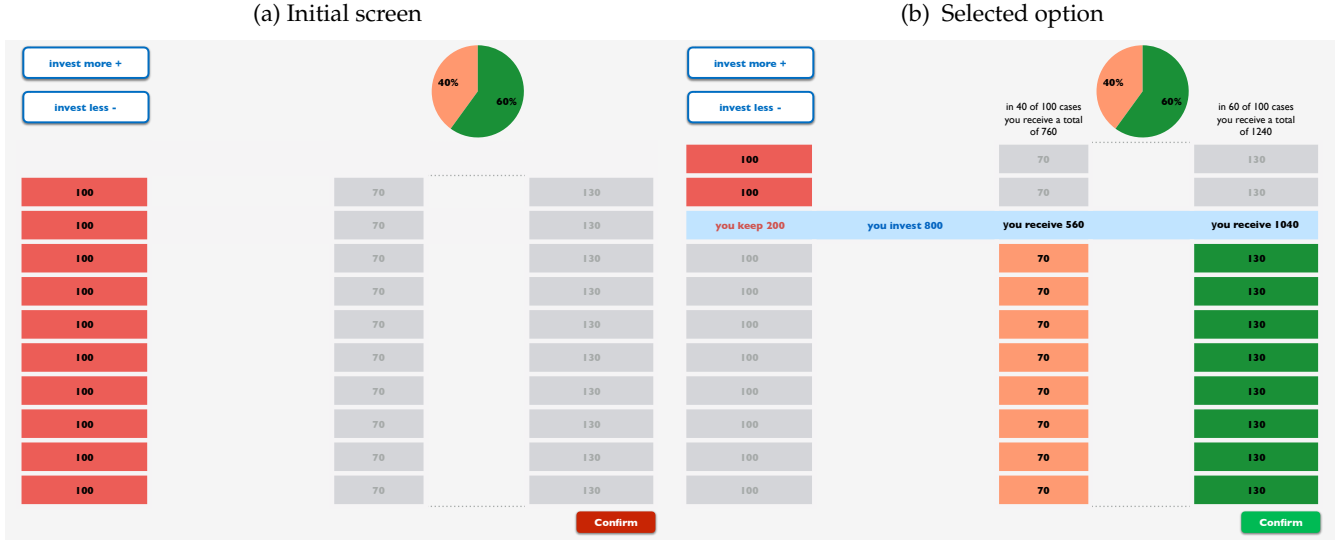 (a) Initial screen
invest more +
invest less -
40%
60%
100 70 130
100 70 130
100 70 130
100 70 130
100 70 130
100 70 130
100 70 130
100 70 130
100 70 130
100 70 130
Confirm
(b) Selected option
invest more +
invest less -
40%
60%
in 40 of 100 cases
you receive a total
of 760
in 60 of 100 cases
you receive a total
of 1240
100 70 130
100 70 130
you keep 200 you invest 800 you receive 560 you receive 1040
100 70 130
100 70 130
100 70 130
100 70 130
100 70 130
100 70 130
100 70 130
100 70 130
Confirm